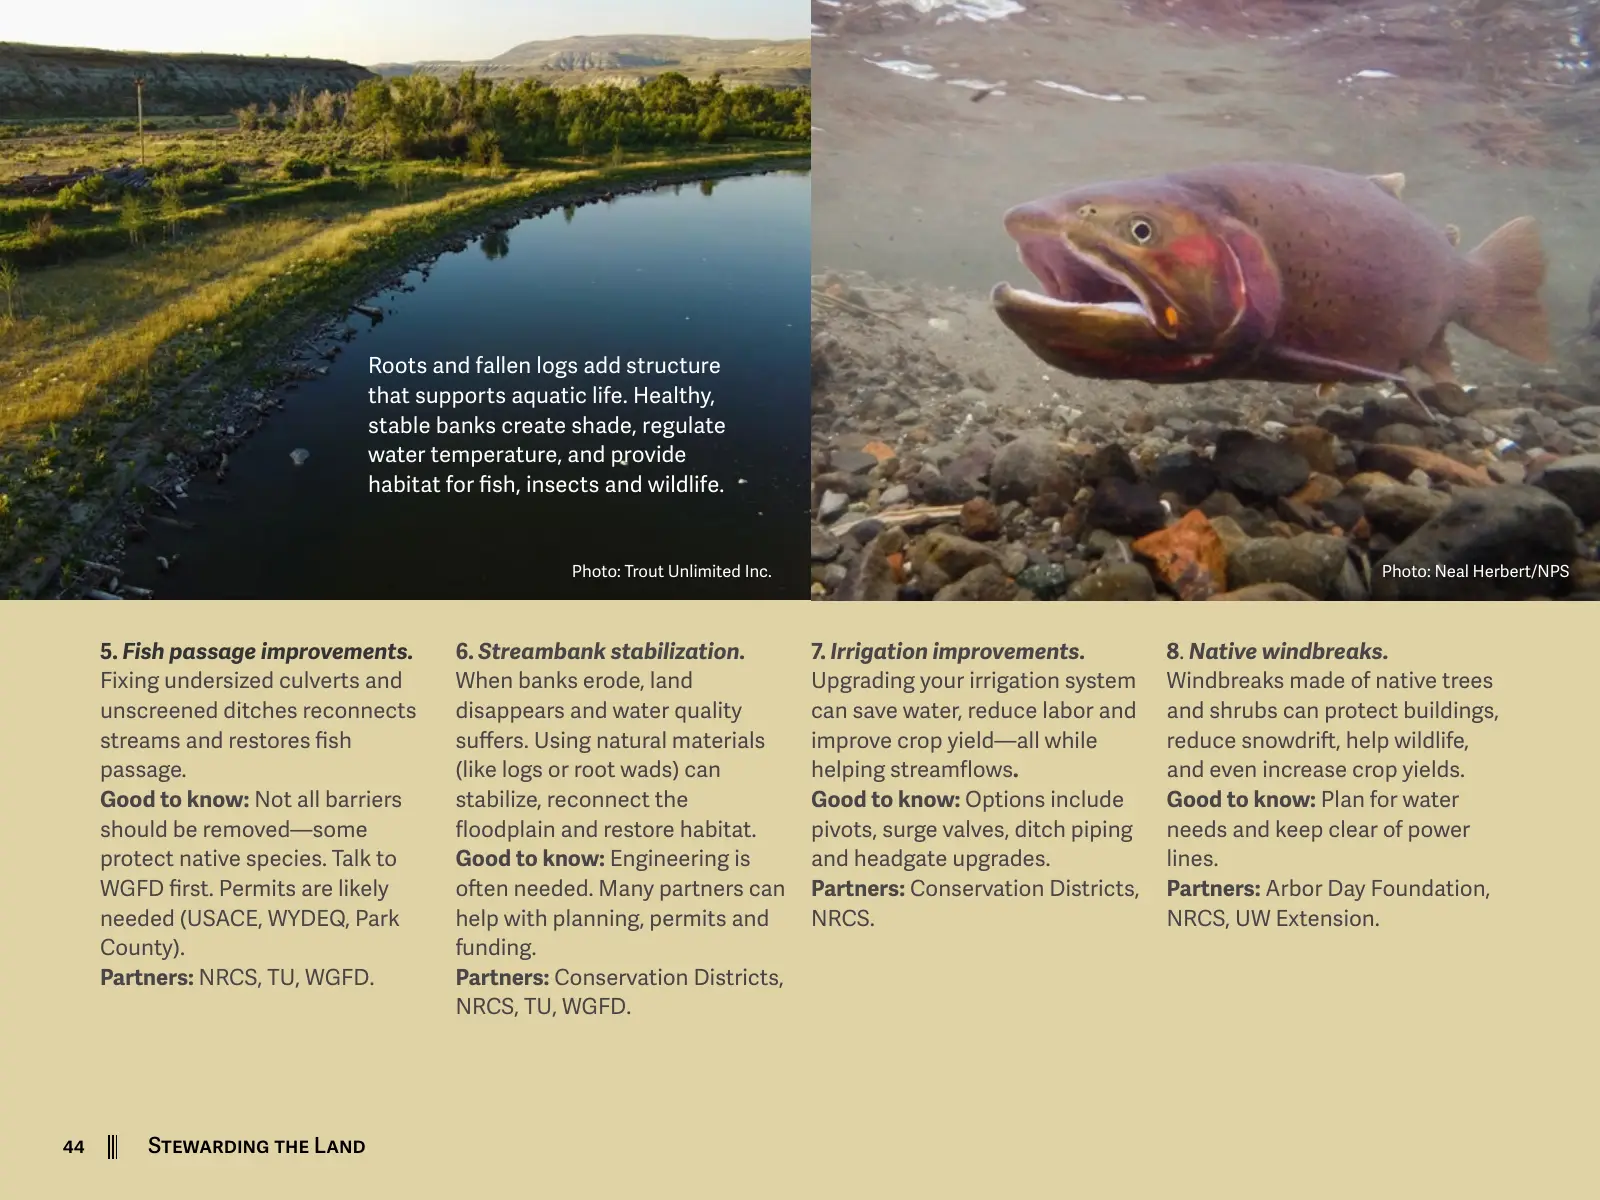 Roots and fallen logs add structure
that supports aquatic life. Healthy,
stable banks create shade, regulate
water temperature, and provide
habitat for fish, insects and wildlife.
Photo: Trout Unlimited Inc.
Photo: Neal Herbert/NPS
5. Fish passage improvements.
Fixing undersized culverts and
unscreened ditches reconnects
streams and restores fish
passage.
Good to know: Not all barriers
should be removed—some
protect native species. Talk to
WGFD first. Permits are likely
needed (USACE, WYDEQ, Park
County).
Partners: NRCS, TU, WGFD.
6. Streambank stabilization.
When banks erode, land
disappears and water quality
suffers. Using natural materials
(like logs or root wads) can
stabilize, reconnect the
floodplain and restore habitat.
Good to know: Engineering is
often needed. Many partners can
help with planning, permits and
funding.
Partners: Conservation Districts,
NRCS, TU, WGFD.
7. Irrigation improvements.
Upgrading your irrigation system
can save water, reduce labor and
improve crop yield—all while
helping streamflows.
Good to know: Options include
pivots, surge valves, ditch piping
and headgate upgrades.
Partners: Conservation Districts,
NRCS.
8. Native windbreaks.
Windbreaks made of native trees
and shrubs can protect buildings,
reduce snowdrift, help wildlife,
and even increase crop yields.
Good to know: Plan for water
needs and keep clear of power
lines.
Partners: Arbor Day Foundation,
NRCS, UW Extension.
44 Stewarding the Land